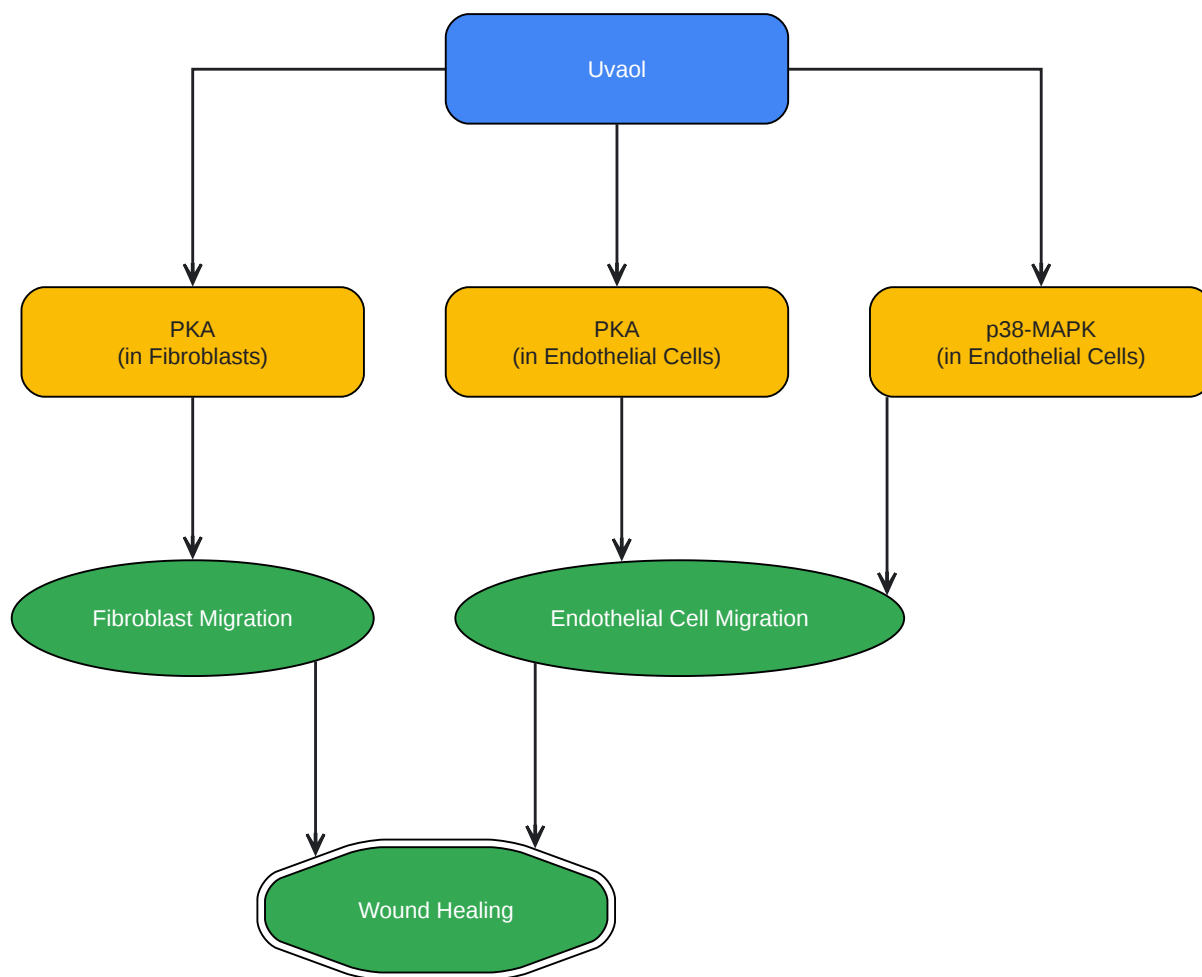 Uvaol
PKA
(in Fibroblasts)
PKA
(in Endothelial Cells)
p38-MAPK
(in Endothelial Cells)
Fibroblast Migration
Endothelial Cell Migration
Wound Healing